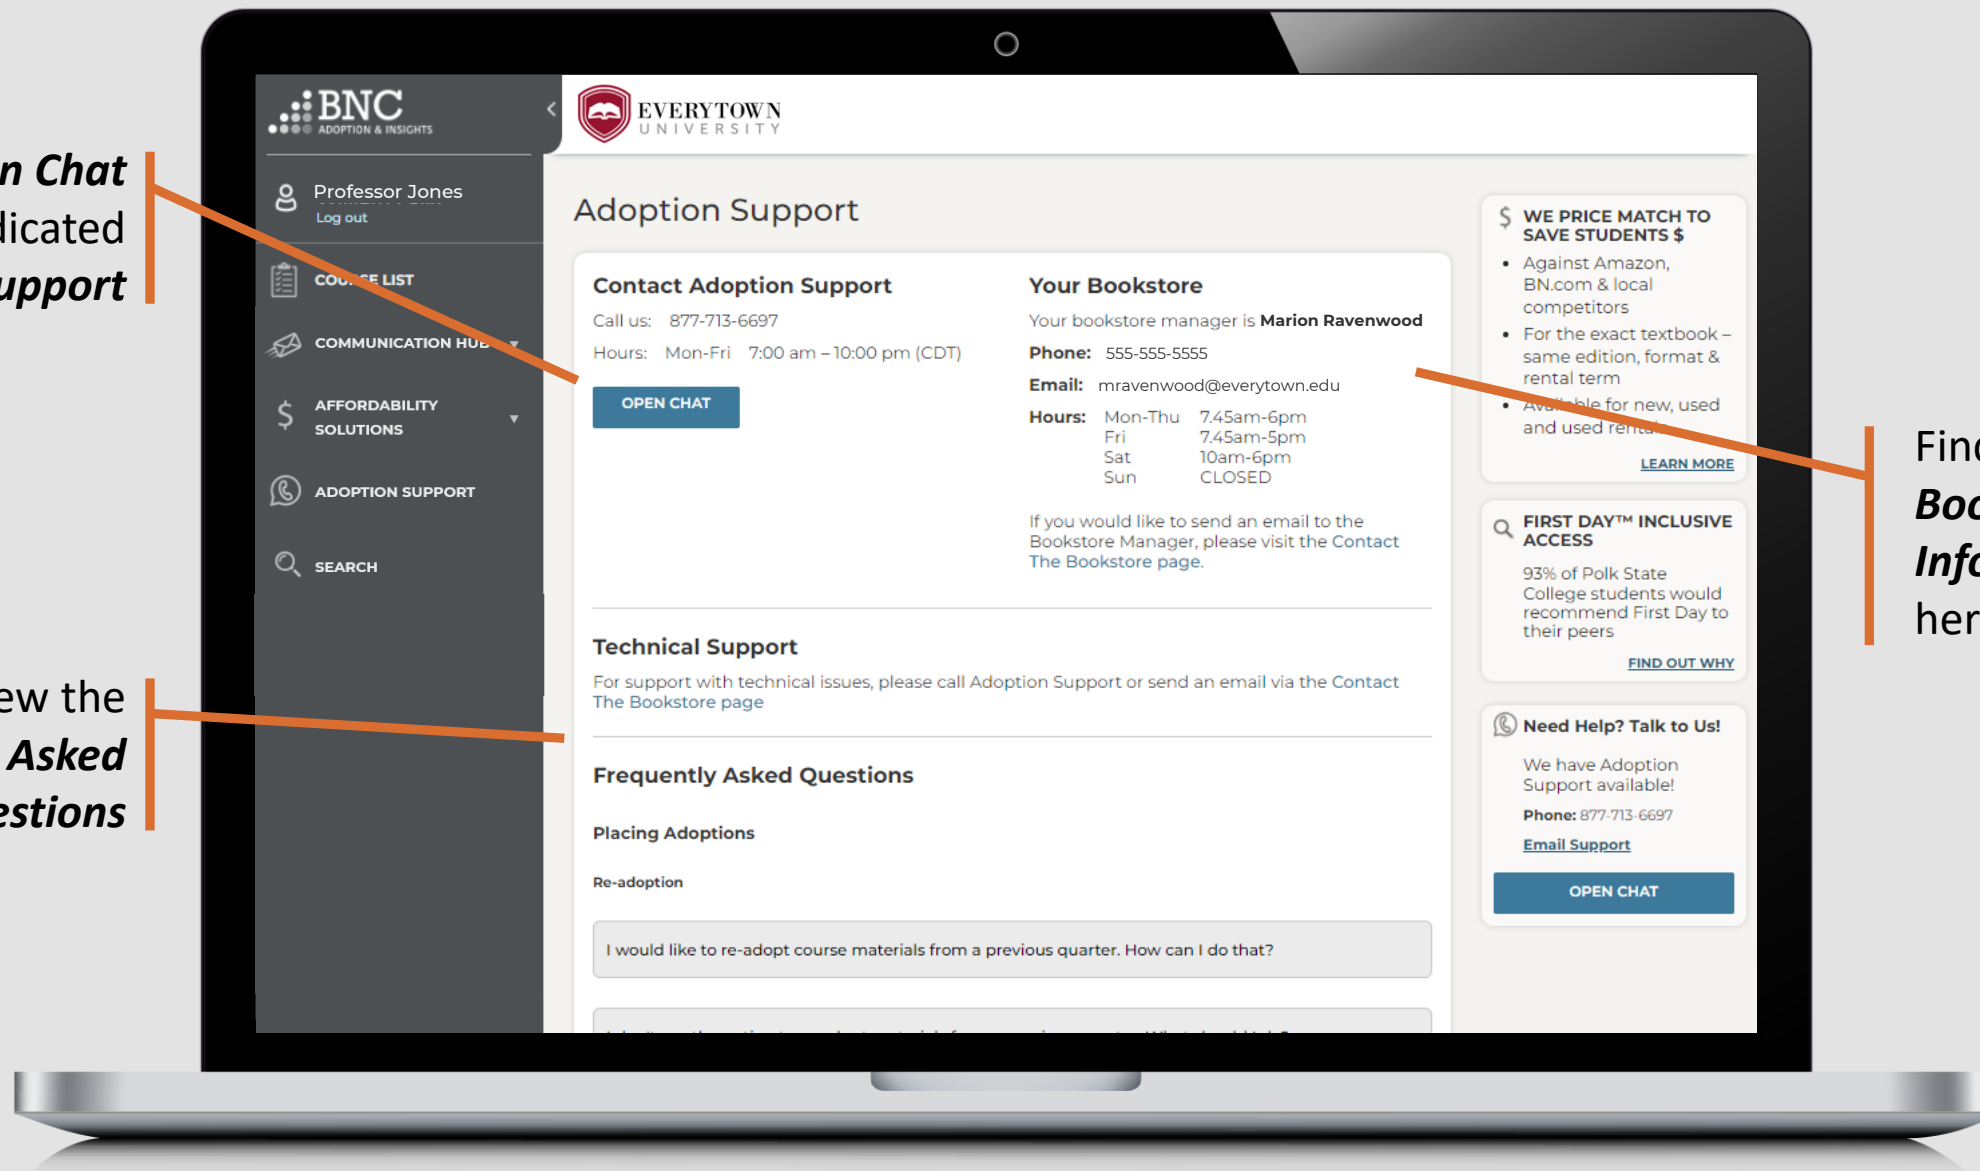 BNC
ADOPTION & INSIGHTS
EVERYTOWN
UNIVERSITY
Professor Jones
Log out
COURSE LIST
COMMUNICATION HUB
AFFORDABILITY
SOLUTIONS
ADOPTION SUPPORT
SEARCH
n Chat
dicated
upport
ew the
Asked
estions
Adoption Support
Contact Adoption Support
Call us: 877-713-6697
Hours: Mon-Fri 7:00 am – 10:00 pm (CDT)
OPEN CHAT
Your Bookstore
Your bookstore manager is Marion Ravenwood
Phone: 555-555-5555
Email: mravenwood@everytown.edu
Hours: Mon-Thu 7.45am-6pm
Fri 7.45am-5pm
Sat 10am-6pm
Sun CLOSED
If you would like to send an email to the
Bookstore Manager, please visit the Contact
The Bookstore page.
Technical Support
For support with technical issues, please call Adoption Support or send an email via the Contact
The Bookstore page
Frequently Asked Questions
Placing Adoptions
Re-adoption
I would like to re-adopt course materials from a previous quarter. How can I do that?
$ WE PRICE MATCH TO
SAVE STUDENTS $
• Against Amazon,
BN.com & local
competitors
• For the exact textbook –
same edition, format &
rental term
• Available for new, used
and used rentals
LEARN MORE
FIRST DAY™ INCLUSIVE
ACCESS
93% of Polk State
College students would
recommend First Day to
their peers
FIND OUT WHY
Need Help? Talk to Us!
We have Adoption
Support available!
Phone: 877-713-6697
Email Support
OPEN CHAT
Find
Boo
Info
her